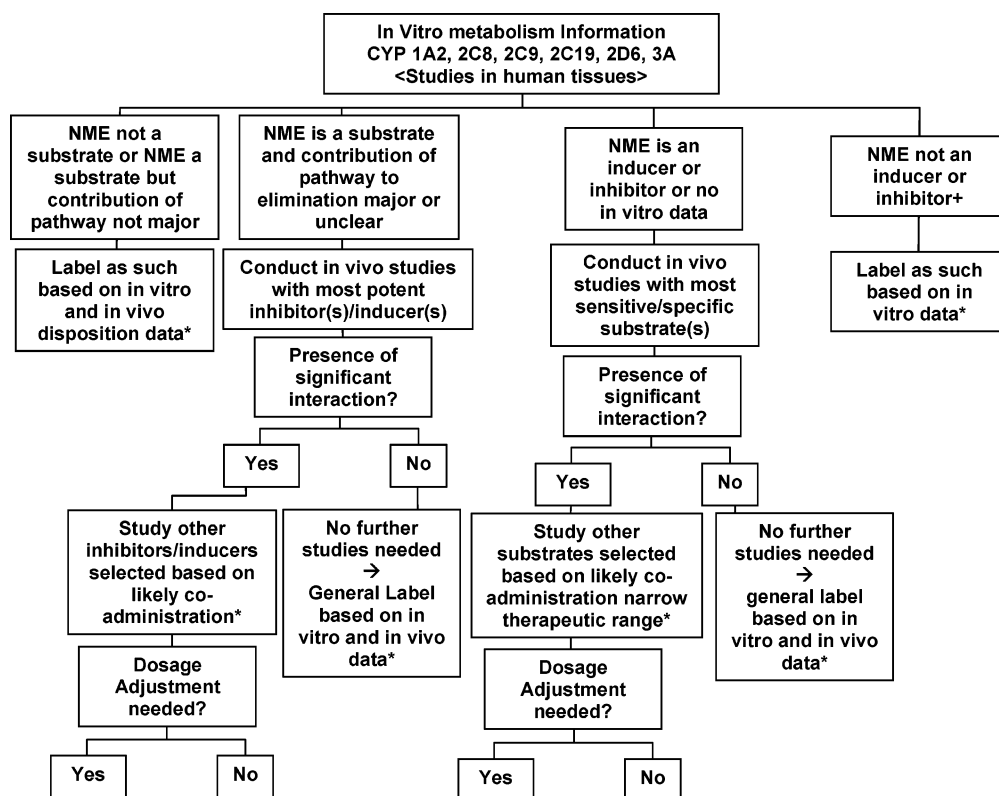 In Vitro metabolism Information
CYP 1A2, 2C8, 2C9, 2C19, 2D6, 3A
<Studies in human tissues>
NME not a
substrate or NME a
substrate but
contribution of
pathway not major
NME is a substrate
and contribution of
pathway to
elimination major or
unclear
NME is an
inducer or
inhibitor or no
in vitro data
NME not an
inducer or
inhibitor+
Label as such
based on in vitro
and in vivo
disposition data*
Conduct in vivo studies
with most potent
inhibitor(s)/inducer(s)
Conduct in vivo
studies with most
sensitive/specific
substrate(s)
Label as such
based on in
vitro data*
Presence of
significant
interaction?
Presence of
significant
interaction?
Yes
No
Yes
No
Study other
inhibitors/inducers
selected based on
likely co-
administration*
No further
studies needed
→
General Label
based on in
vitro and in vivo
data*
Study other
substrates selected
based on likely co-
administration narrow
therapeutic range*
No further
studies needed
→
general label
based on in
vitro and in vivo
data*
Dosage
Adjustment
needed?
Dosage
Adjustment
needed?
Yes
No
Yes
No